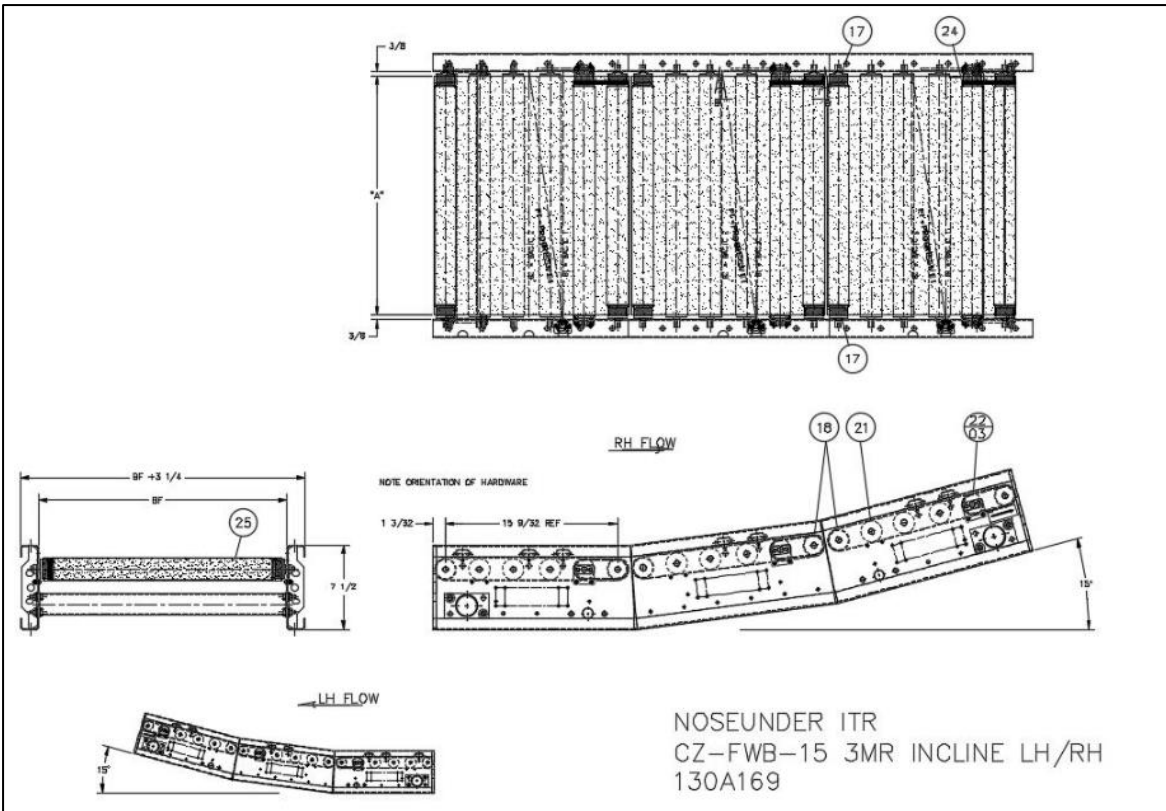 17
24
3/8
"A"
3/8
17
RH FLOW
18
21
22
03
NOTE ORIENTATION OF HARDWARE
1 3/32
15 9/32 REF
BF +3 1/4
BF
25
7 1/2
15°
LH FLOW
15°
NOSEUNDER ITR
CZ-FWB-15 3MR INCLINE LH/RH
130A169